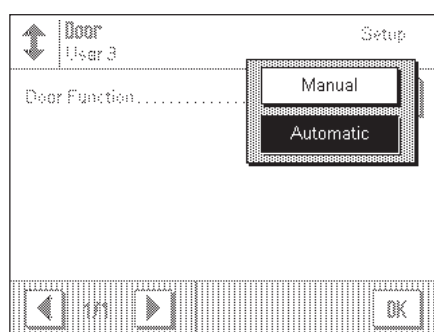 Door
User 3
Setup
Door Function..............
Manual
Automatic
1/1
OK